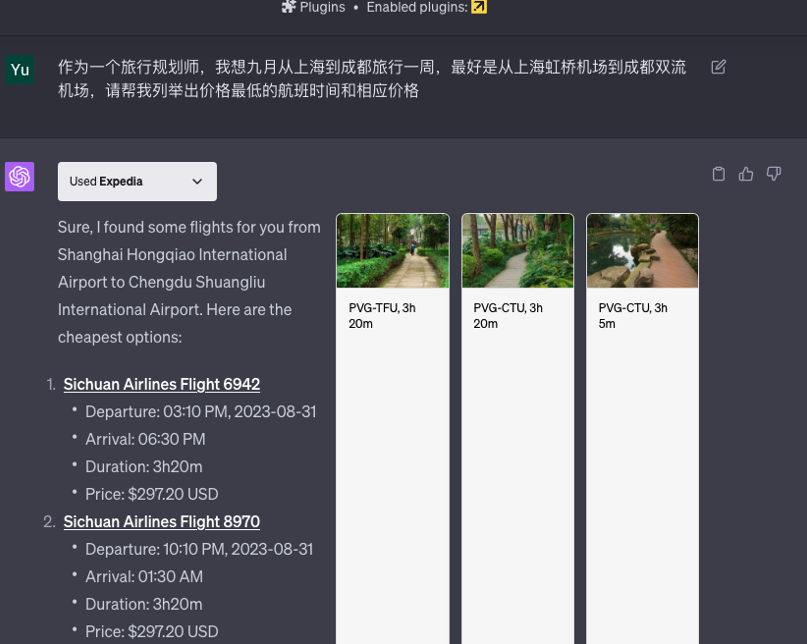 Plugins • Enabled plugins:
Yu
作为一个旅行规划师，我想九月从上海到成都旅行一周，最好是从上海虹桥机场到成都双流
机场，请帮我列举出价格最低的航班时间和相应价格
Used Expedia
Sure, I found some flights for you from
Shanghai Hongqiao International
Airport to Chengdu Shuangliu
International Airport. Here are the
cheapest options:
1. Sichuan Airlines Flight 6942
• Departure: 03:10 PM, 2023-08-31
• Arrival: 06:30 PM
• Duration: 3h20m
• Price: $297.20 USD
2. Sichuan Airlines Flight 8970
• Departure: 10:10 PM, 2023-08-31
• Arrival: 01:30 AM
• Duration: 3h20m
• Price: $297.20 USD
PVG-TFU, 3h
20m
PVG-CTU, 3h
20m
PVG-CTU, 3h
5m